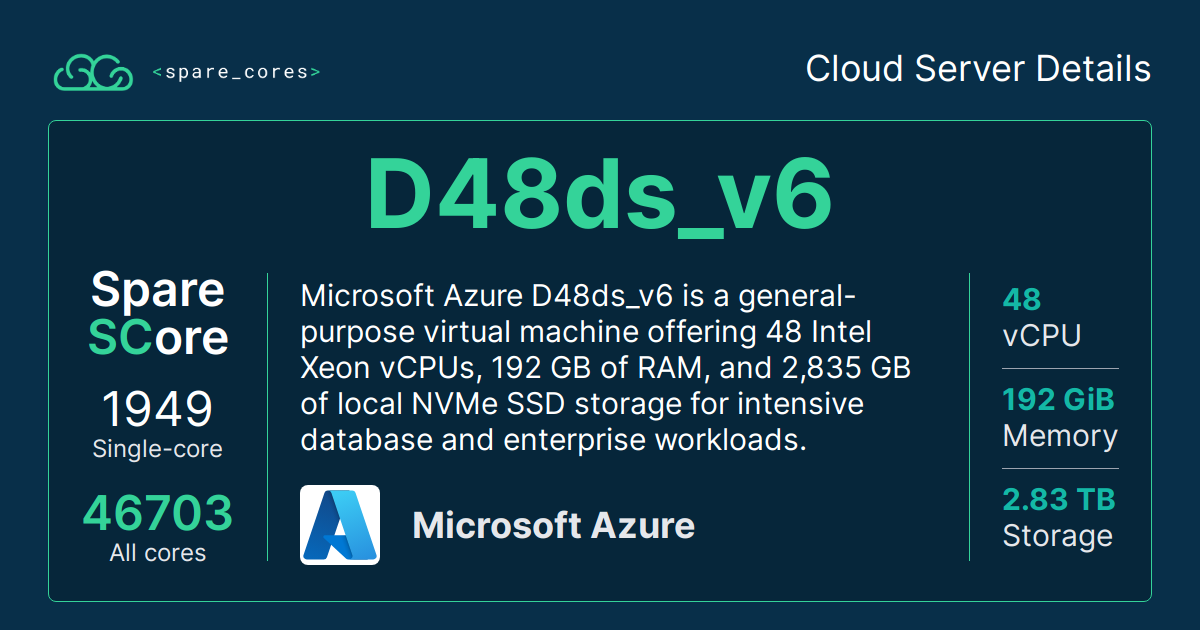 <spare_cores>
Cloud Server Details
D48ds_v6
Spare
SCore
1949
Single-core
46703
All cores
Microsoft Azure D48ds_v6 is a general-
purpose virtual machine offering 48 Intel
Xeon vCPUs, 192 GB of RAM, and 2,835 GB
of local NVMe SSD storage for intensive
database and enterprise workloads.
Microsoft Azure
48
vCPU
192 GiB
Memory
2.83 TB
Storage